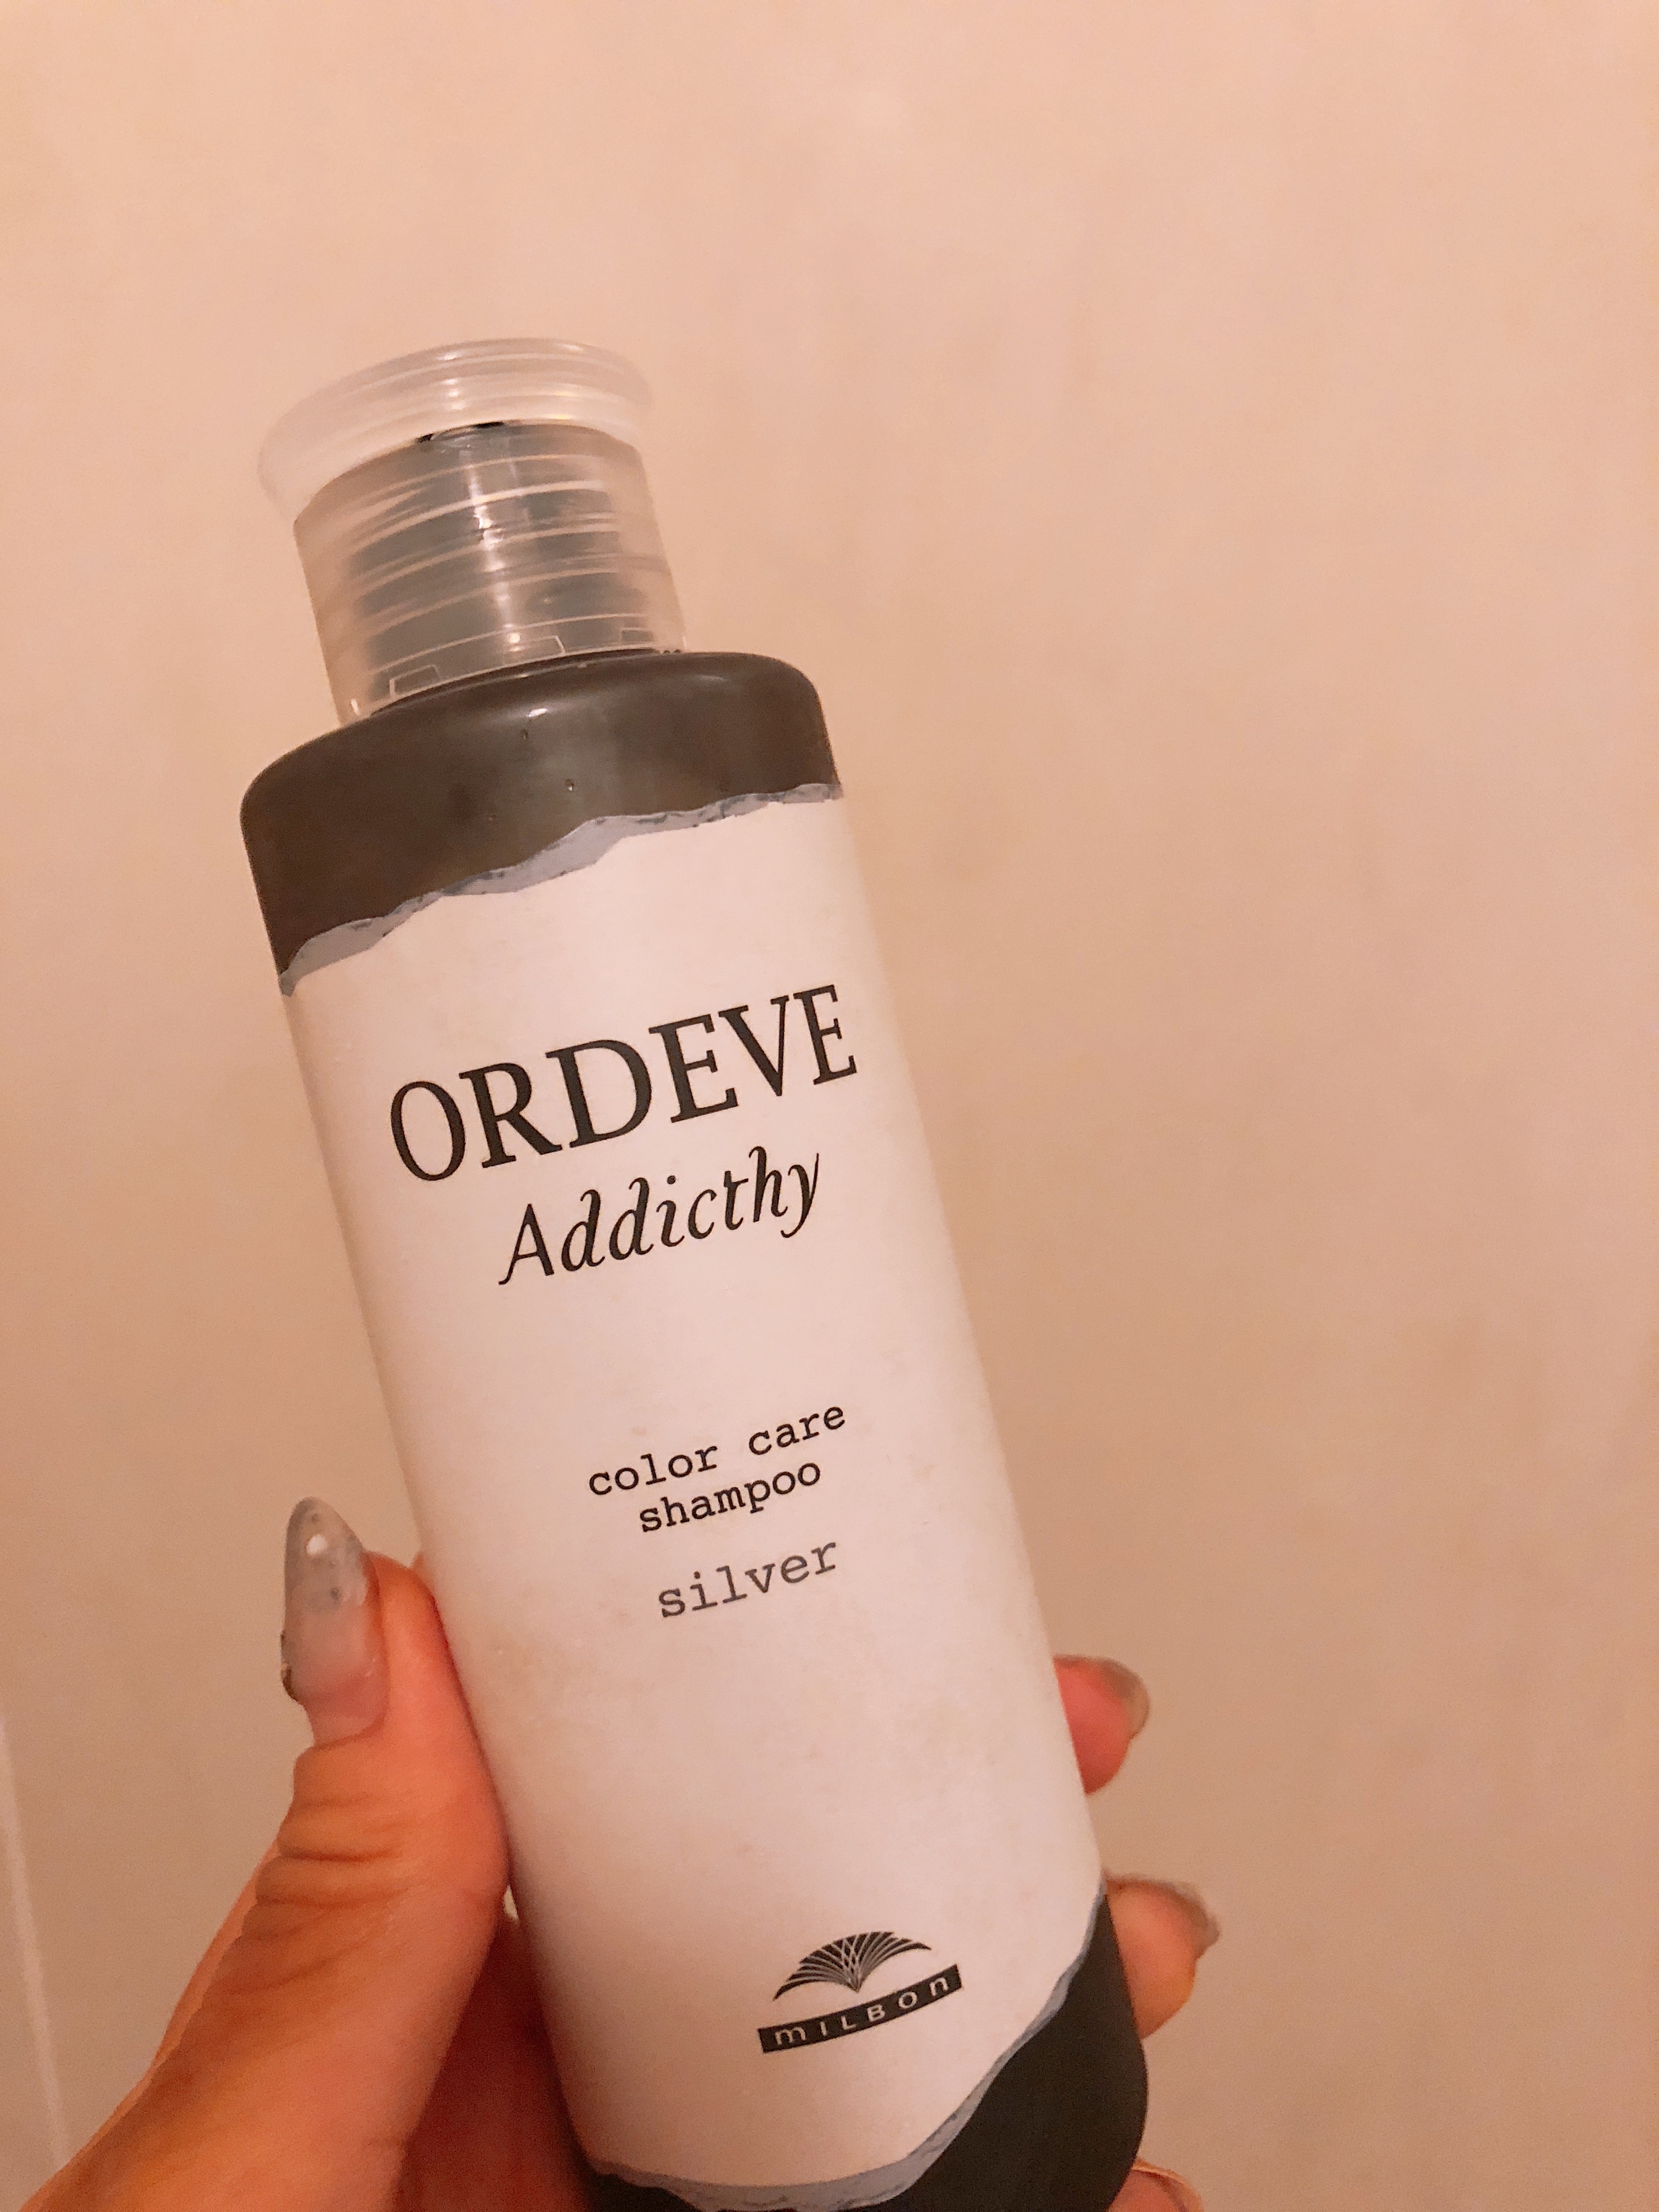 ORDEVE
Addicthy
color care
shampoo
silver
MILBON